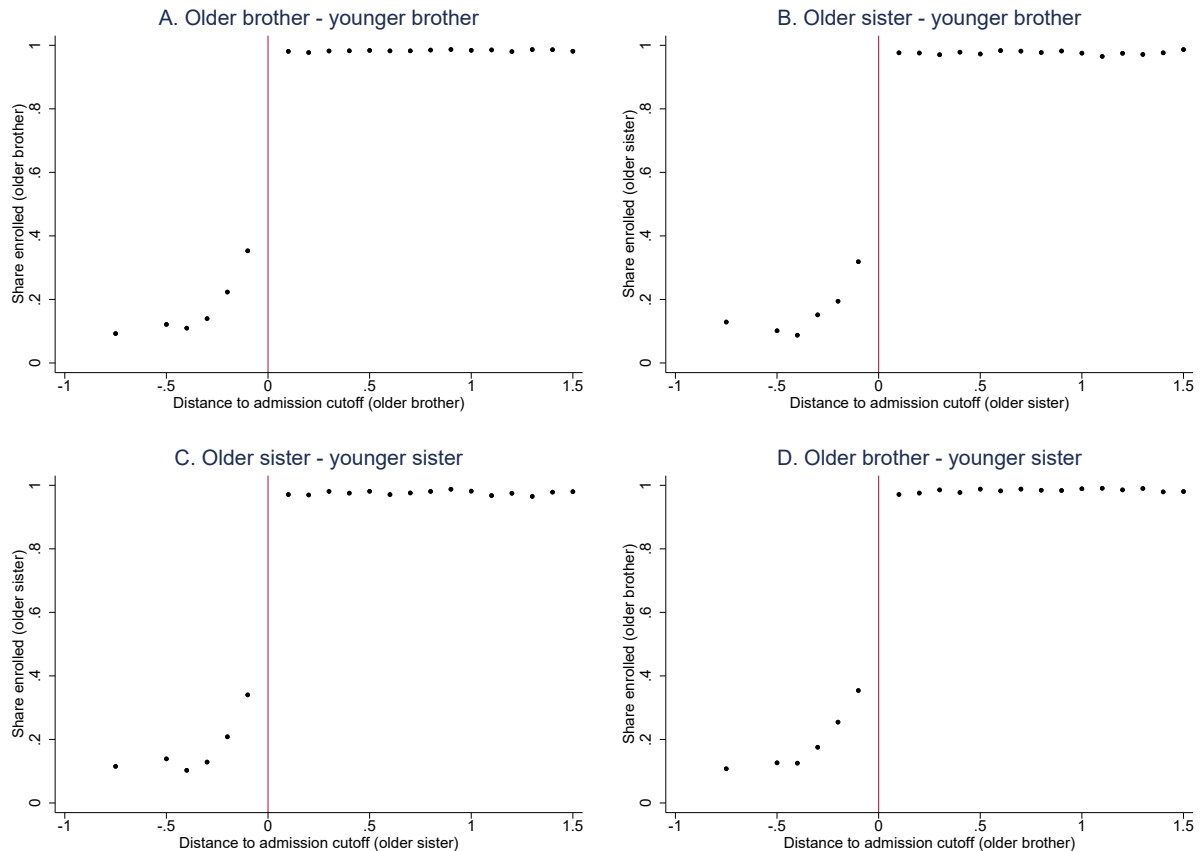 A. Older brother - younger brother
Share enrolled (older brother)
1
.8
.6
.4
.2
0
-1 -.5 0 .5 1 1.5
Distance to admission cutoff (older brother)
B. Older sister - younger brother
Share enrolled (older sister)
1
.8
.6
.4
.2
0
-1 -.5 0 .5 1 1.5
Distance to admission cutoff (older sister)
C. Older sister - younger sister
Share enrolled (older sister)
1
.8
.6
.4
.2
0
-1 -.5 0 .5 1 1.5
Distance to admission cutoff (older sister)
D. Older brother - younger sister
Share enrolled (older brother)
1
.8
.6
.4
.2
0
-1 -.5 0 .5 1 1.5
Distance to admission cutoff (older brother)